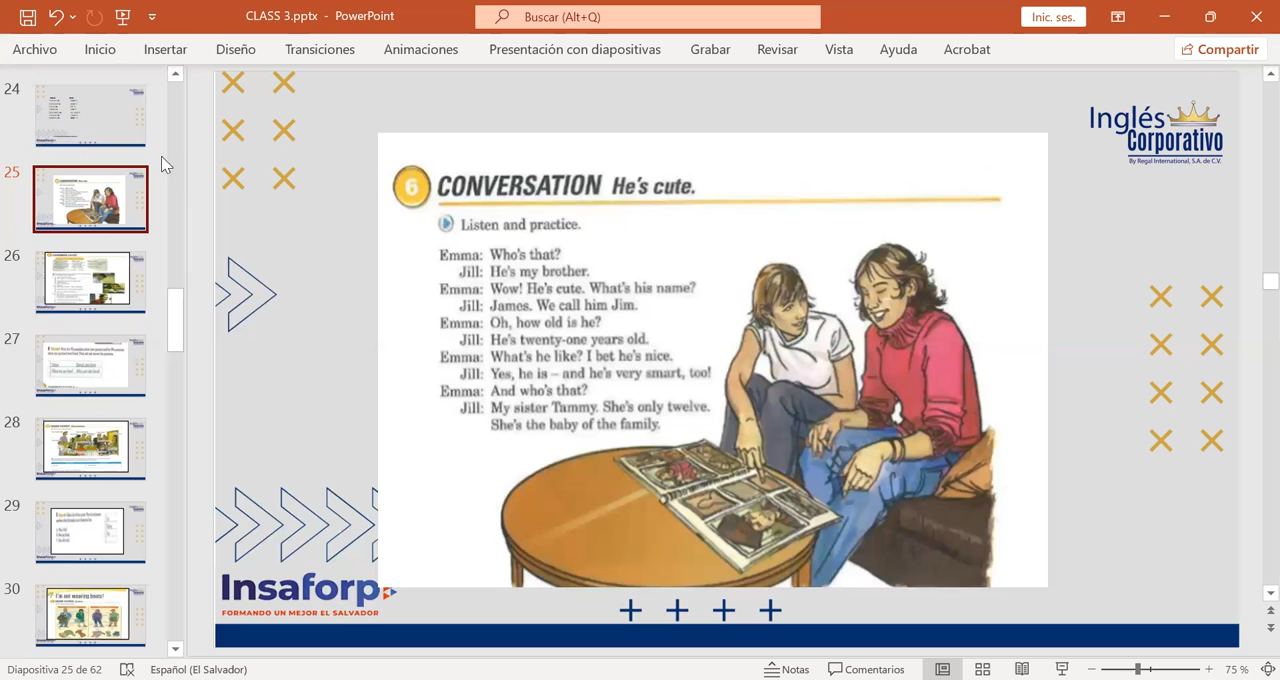 CLASS 3.pptx - PowerPoint
Buscar (Alt+Q)
Inic. ses.
Archivo Inicio Insertar Diseño Transiciones Animaciones Presentación con diapositivas Grabar Revisar Vista Ayuda Acrobat Compartir
24
25
26
27
28
29
30
Inglés
Corporativo
By Regal International, S.A. de C.V.
6 CONVERSATION He's cute.
Listen and practice.
Emma: Who's that?
Jill: He's my brother.
Emma: Wow! He's cute. What's his name?
Jill: James. We call him Jim.
Emma: Oh, how old is he?
Jill: He's twenty-one years old.
Emma: What's he like? I bet he's nice.
Jill: Yes, he is – and he's very smart, too!
Emma: And who's that?
Jill: My sister Tammy. She's only twelve.
She's the baby of the family.
Insaforp
FORMANDO UN MEJOR EL SALVADOR
Diapositiva 25 de 62 Español (El Salvador) Notas Comentarios 75 %